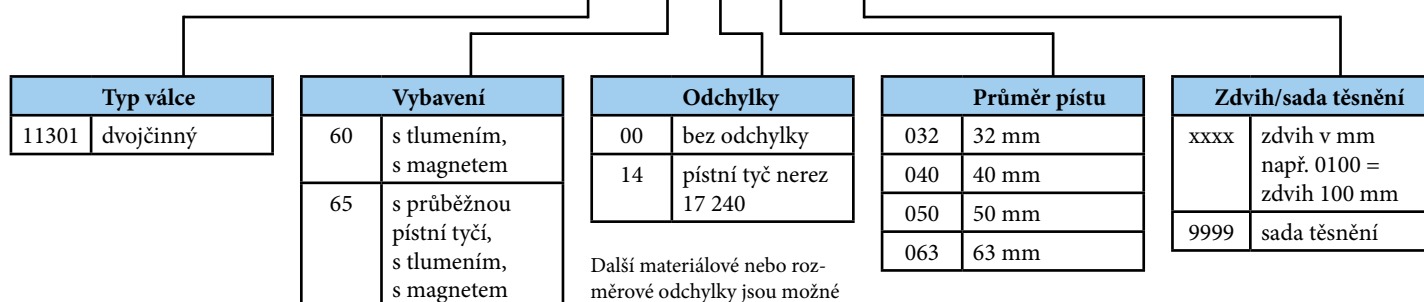 Typ válce
11301 dvojčinný
Vybavení
60 s tlumením,
s magnetem
65 s průběžnou
pístní tyčí,
s tlumením,
s magnetem
Odchylky
00 bez odchylky
14 pístní tyč nerez
17 240
Další materiálové nebo roz-
měrové odchylky jsou možné
Průměr pístu
032 32 mm
040 40 mm
050 50 mm
063 63 mm
Zdvih/sada těsnění
xxxx zdvih v mm
např. 0100 =
zdvih 100 mm
9999 sada těsnění